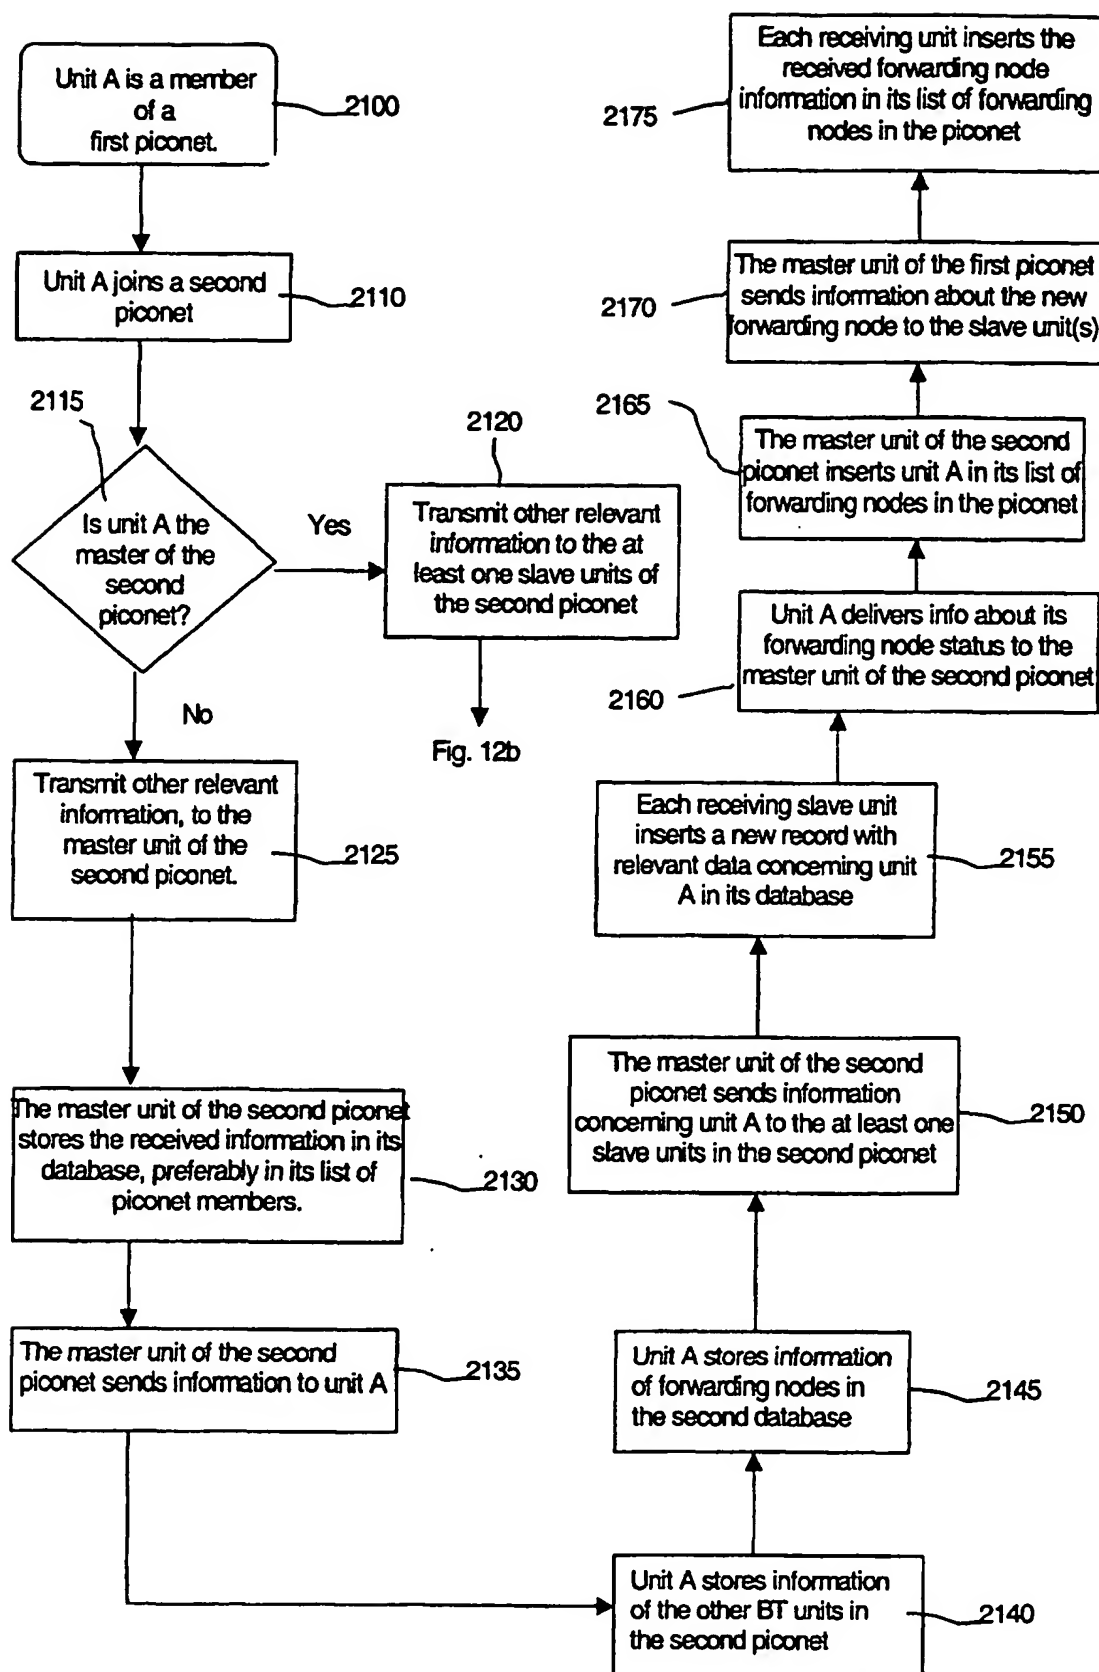 Unit A is a member
of a
first piconet.
2100
Unit A joins a second
piconet
2110
2115
Is unit A the
master of the
second
piconet?
Yes
No
2120
Transmit other relevant
information to the at
least one slave units of
the second piconet
Fig. 12b
Transmit other relevant
information, to the
master unit of the
second piconet.
2125
The master unit of the second piconet
stores the received information in its
database, preferably in its list of
piconet members.
2130
The master unit of the second
piconet sends information to unit A
2135
Unit A stores information
of the other BT units in
the second piconet
2140
Unit A stores information
of forwarding nodes in
the second database
2145
The master unit of the second
piconet sends information
concerning unit A to the at least one
slave units in the second piconet
2150
Each receiving slave unit
inserts a new record with
relevant data concerning unit
A in its database
2155
Unit A delivers info about its
forwarding node status to the
master unit of the second piconet
2160
The master unit of the second
piconet inserts unit A in its list of
forwarding nodes in the piconet
2165
The master unit of the first piconet
sends information about the new
forwarding node to the slave unit(s)
2170
Each receiving unit inserts the
received forwarding node
information in its list of forwarding
nodes in the piconet
2175